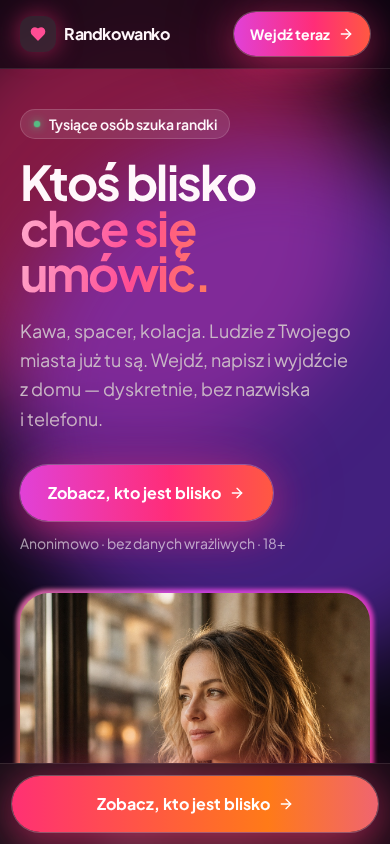 Randkowanko
Wejdź teraz →
Tysiące osób szuka randki
Ktoś blisko
chce się
umówić.
Kawa, spacer, kolacja. Ludzie z Twojego
miasta już tu są. Wejdź, napisz i wyjdźcie
z domu — dyskretnie, bez nazwiska
i telefonu.
Zobacz, kto jest blisko →
Anonimowo · bez danych wrażliwych · 18+
Zobacz, kto jest blisko →